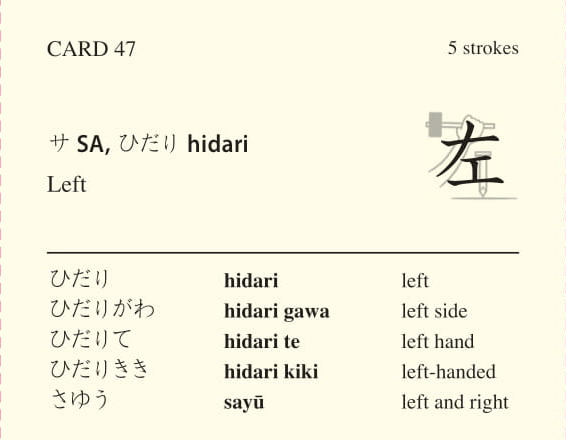 CARD 47 5 strokes
サ SA, ひだり hidari
Left
左
ひだり hidari left
ひだりがわ hidari gawa left side
ひだりて hidari te left hand
ひだりきき hidari kiki left-handed
さゆう sayū left and right